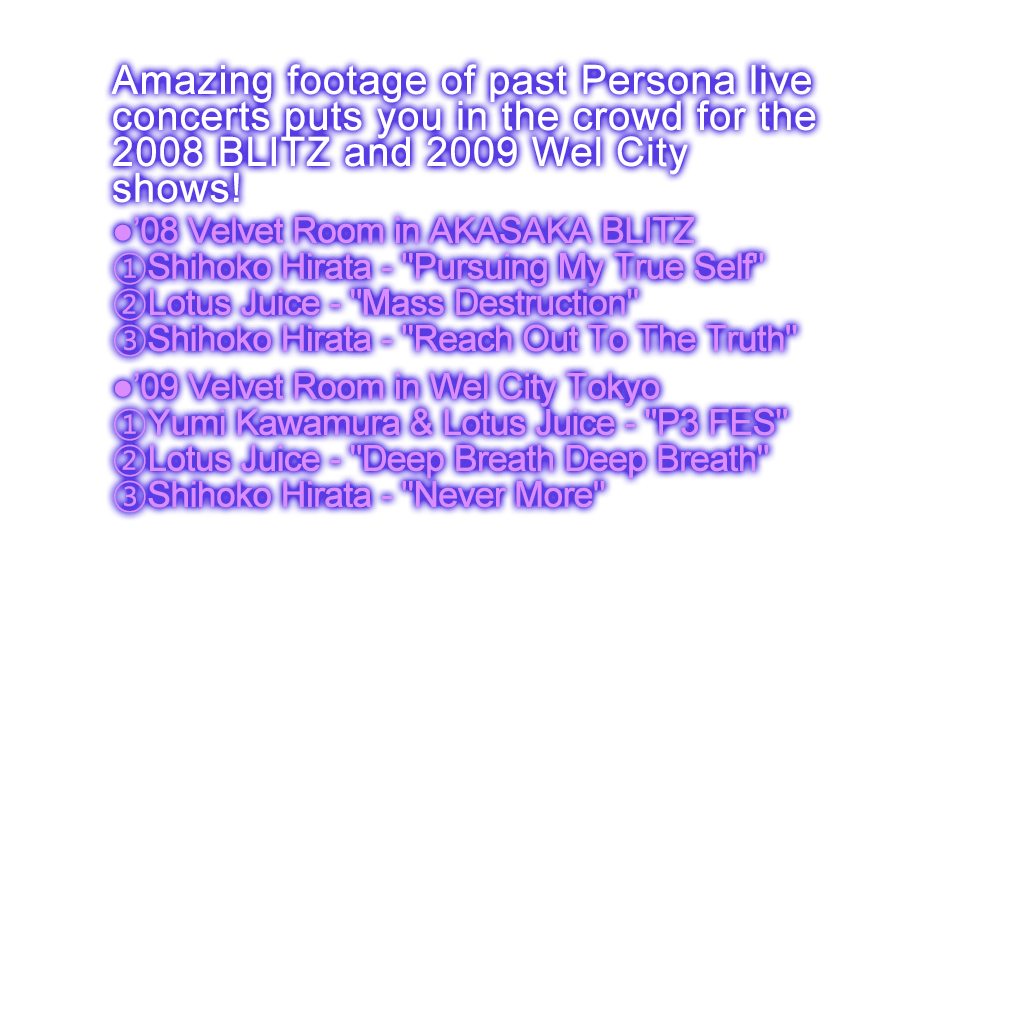 Amazing footage of past Persona live
concerts puts you in the crowd for the
2008 BLITZ and 2009 Wel City
shows!
●’08 Velvet Room in AKASAKA BLITZ
①Shihoko Hirata - "Pursuing My True Self"
②Lotus Juice - "Mass Destruction"
③Shihoko Hirata - "Reach Out To The Truth"
●’09 Velvet Room in Wel City Tokyo
①Yumi Kawamura & Lotus Juice - "P3 FES"
②Lotus Juice - "Deep Breath Deep Breath"
③Shihoko Hirata - "Never More"